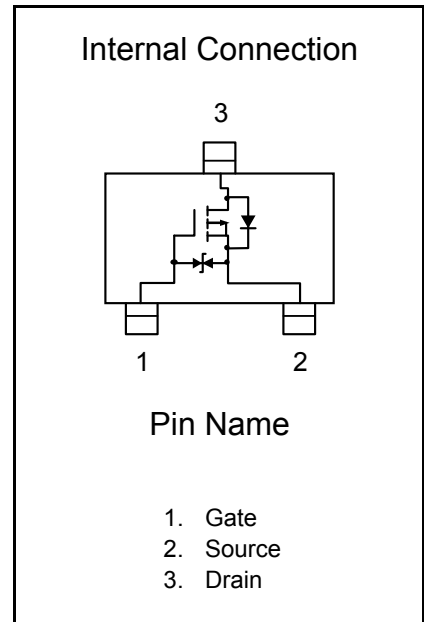 Internal Connection
3
1 2
Pin Name
1. Gate
2. Source
3. Drain